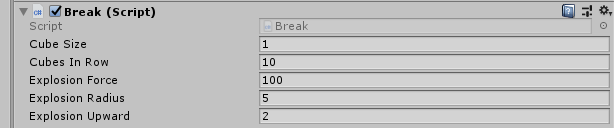 Break (Script)
Script Break
Cube Size 1
Cubes In Row 10
Explosion Force 100
Explosion Radius 5
Explosion Upward 2